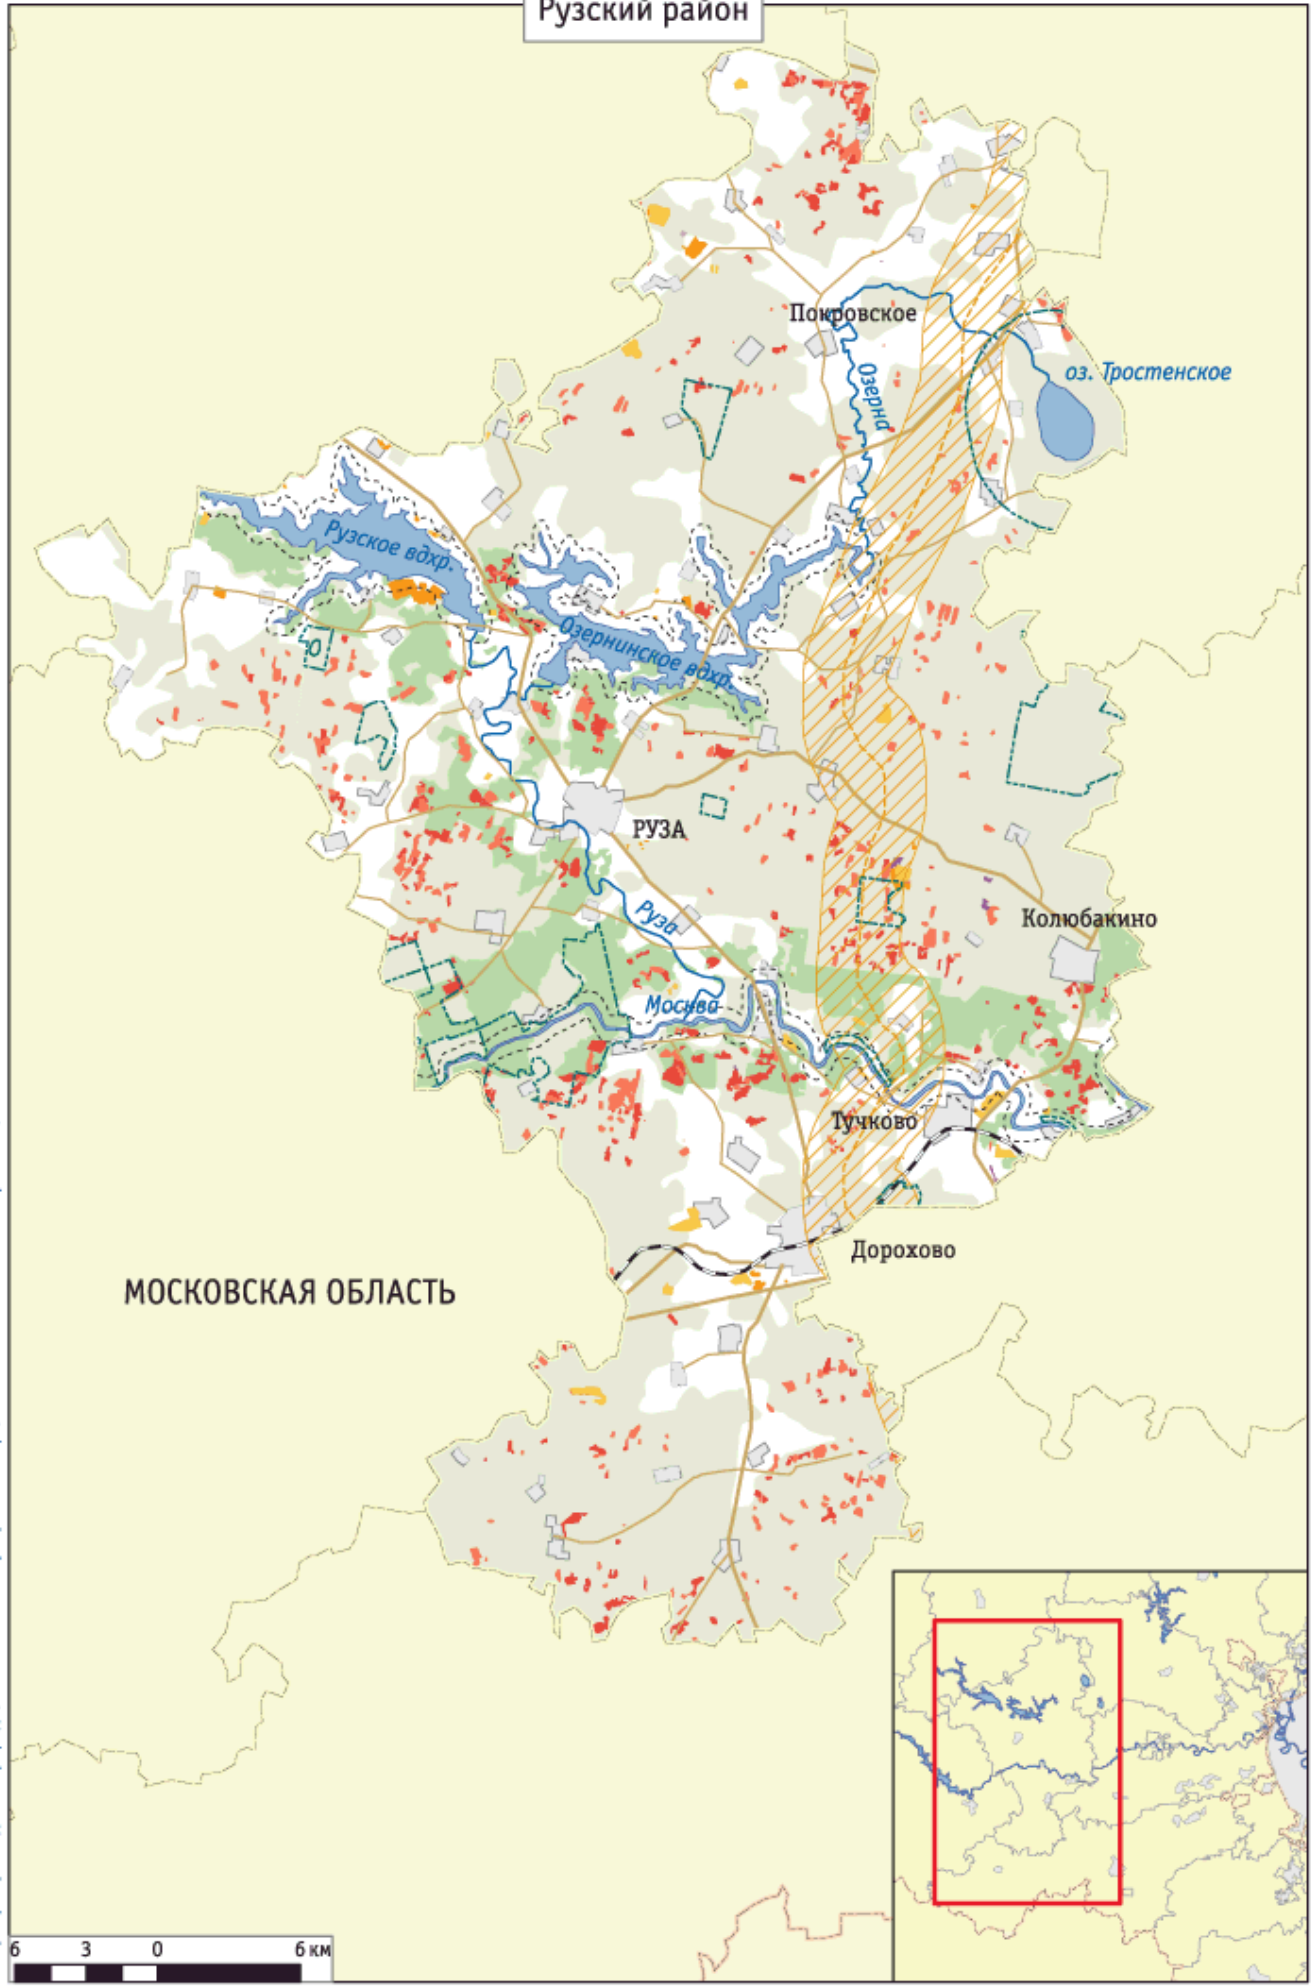 Рузский район
Покровское
Озерна
оз. Тростенское
Рузское вдхр.
Озернинское вдхр.
РУЗА
Руза
Колюбакино
Москва
Тучково
Дорохово
МОСКОВСКАЯ ОБЛАСТЬ
6 3 0 6 км